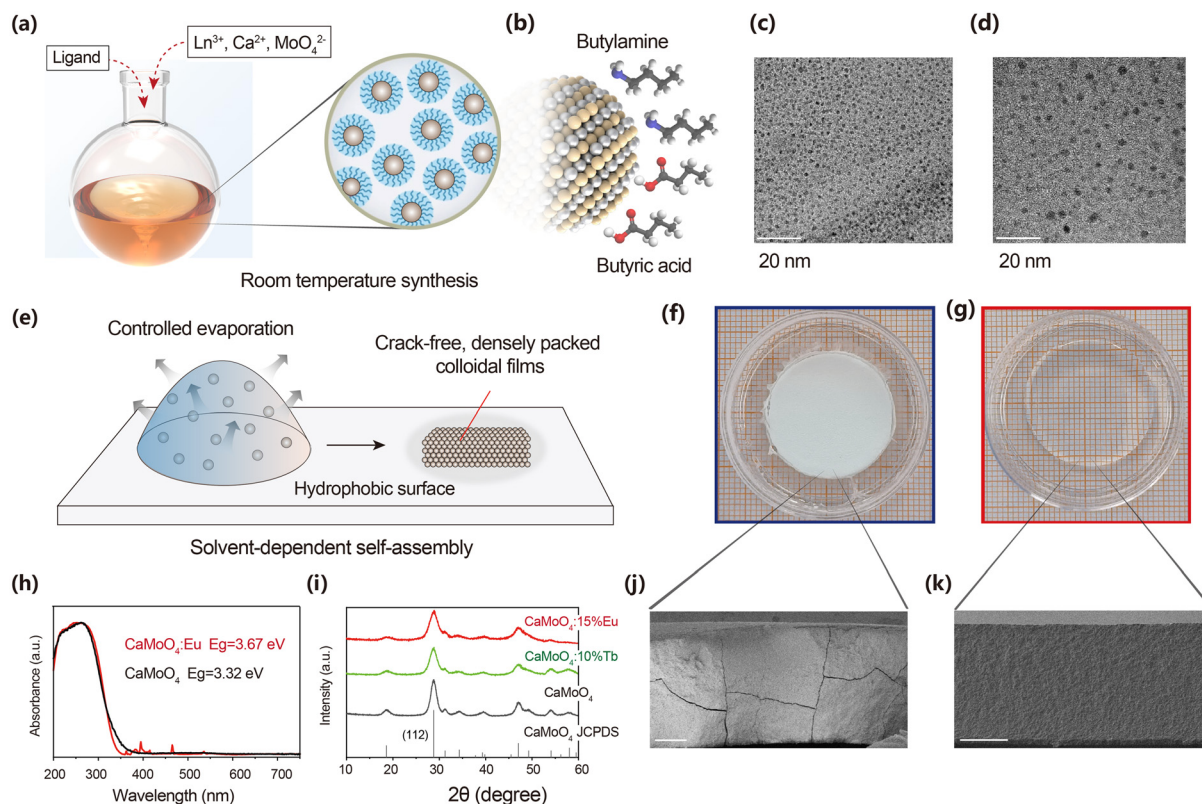 (a)
Ligand
Ln³⁺, Ca²⁺, MoO₄²⁻
Room temperature synthesis
(b)
Butylamine
Butyric acid
(c)
20 nm
(d)
20 nm
(e)
Controlled evaporation
Crack-free, densely packed
colloidal films
Hydrophobic surface
Solvent-dependent self-assembly
(f)
(g)
(h)
Absorbance (a.u.)
CaMoO₄:Eu Eg=3.67 eV
CaMoO₄ Eg=3.32 eV
200 300 400 500 600 700
Wavelength (nm)
(i)
Intensity (a.u.)
CaMoO₄:15%Eu
CaMoO₄:10%Tb
CaMoO₄
(112)
CaMoO₄ JCPDS
10 20 30 40 50 60
2θ (degree)
(j)
(k)